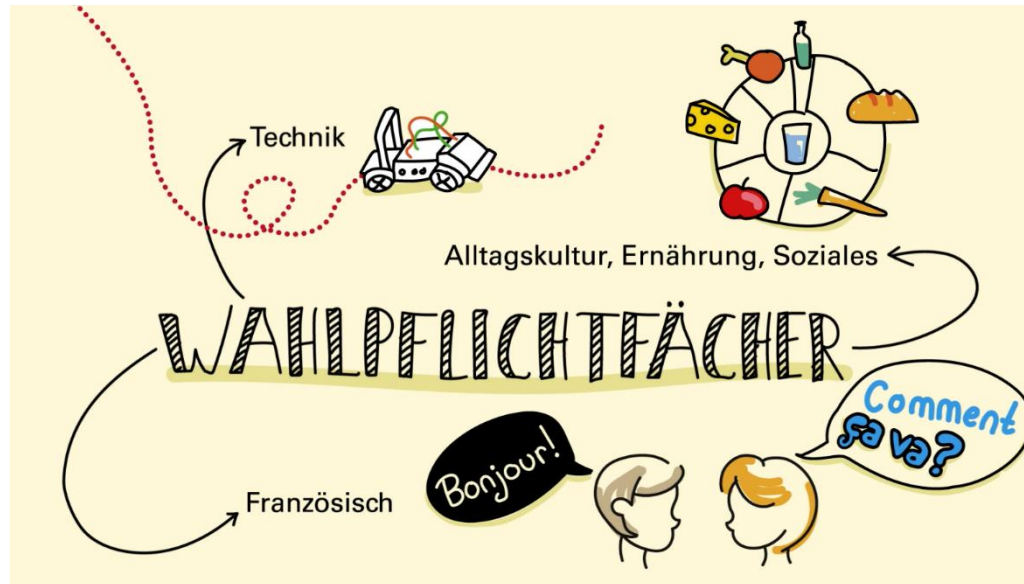 Technik
Alltagskultur, Ernährung, Soziales
WAHLPFLICHTFÄCHER
Comment
ça va?
Bonjour!
Französisch